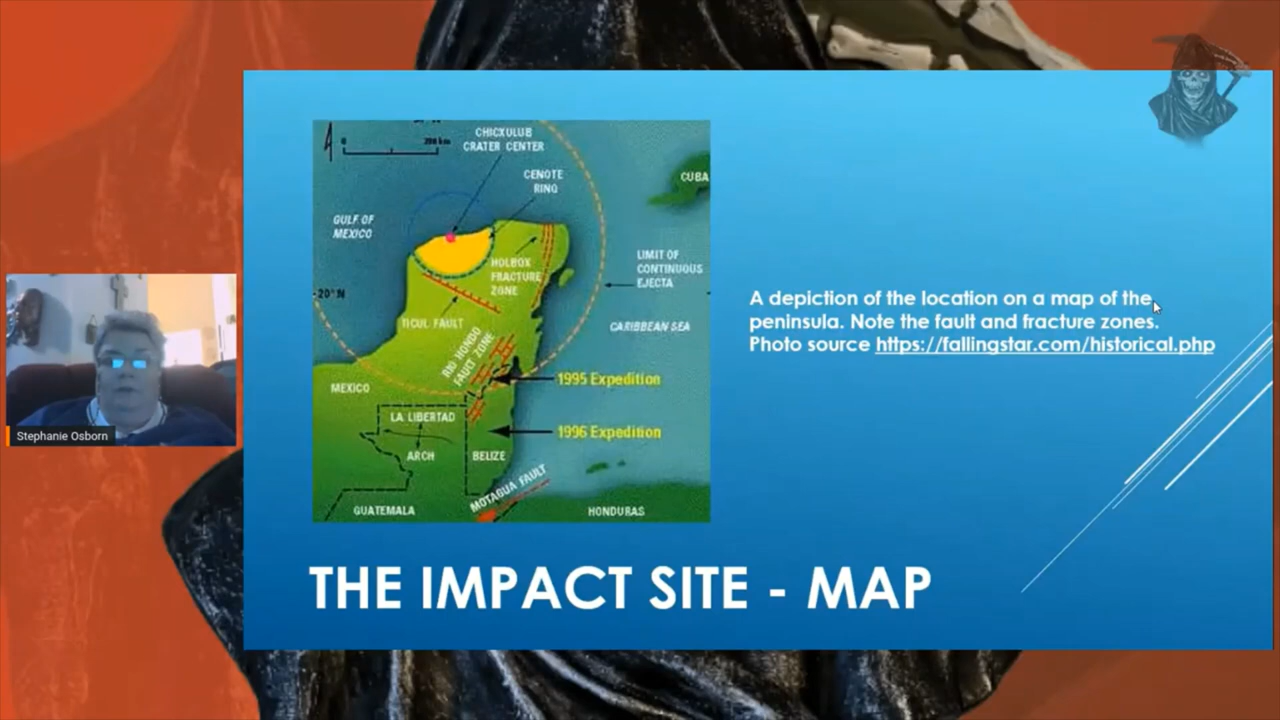 CHICXULUB
CRATER CENTER
0
CENOTE
RING
CUBA
GULF OF
MEXICO
HOLBOX
FRACTURE
ZONE
LIMIT OF
CONTINUOUS
EJECTA
20° N
TICUL FAULT
CARIBBEAN SEA
RIO HONDO
FAULT ZONE
1995 Expedition
MEXICO
LA LIBERTAD
1996 Expedition
ARCH
BELIZE
MOTAGUA FAULT
GUATEMALA
HONDURAS
A depiction of the location on a map of the
peninsula. Note the fault and fracture zones.
Photo source https://fallingstar.com/historical.php
THE IMPACT SITE - MAP
Stephanie Osborn